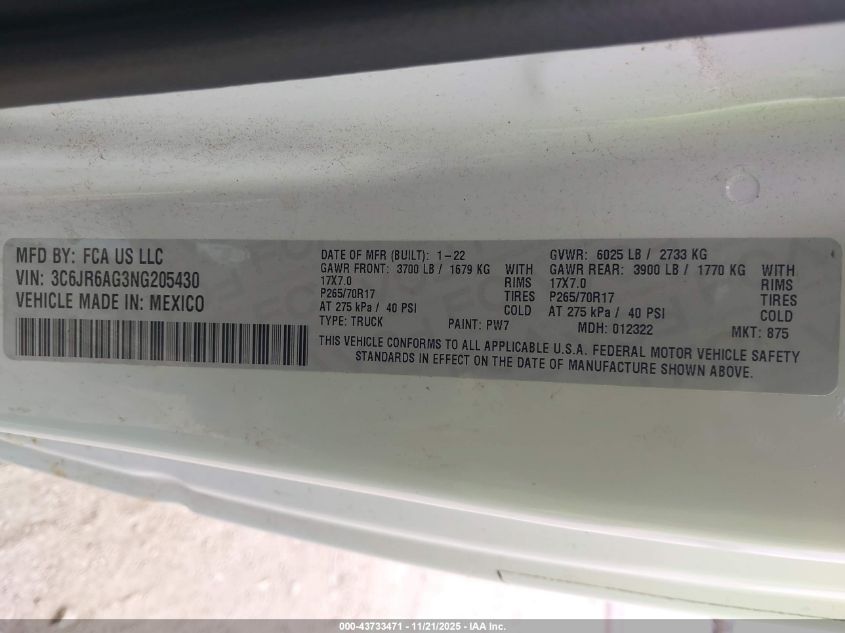 MFD BY: FCA US LLC
VIN: 3C6JR6AG3NG205430
VEHICLE MADE IN: MEXICO
DATE OF MFR (BUILT): 1-22
GAWR FRONT: 3700 LB / 1679 KG WITH
17X7.0 RIMS
P265/70R17 TIRES
AT 275 kPa / 40 PSI COLD
TYPE: TRUCK PAINT: PW7
GVWR: 6025 LB / 2733 KG
GAWR REAR: 3900 LB / 1770 KG WITH
17X7.0 RIMS
P265/70R17 TIRES
AT 275 kPa / 40 PSI COLD
MDH: 012322 MKT: 875
THIS VEHICLE CONFORMS TO ALL APPLICABLE U.S.A. FEDERAL MOTOR VEHICLE SAFETY
STANDARDS IN EFFECT ON THE DATE OF MANUFACTURE SHOWN ABOVE.
000-43733471 - 11/21/2025 - IAA Inc.